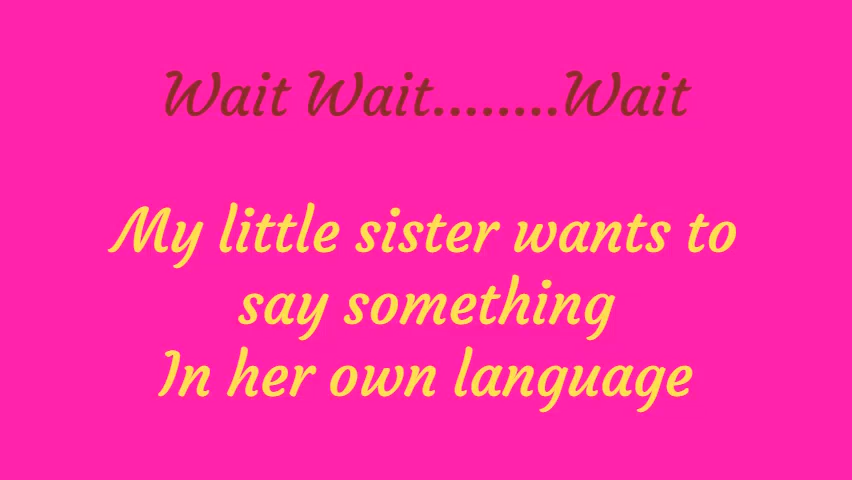 Wait Wait........Wait
My little sister wants to
say something
In her own language